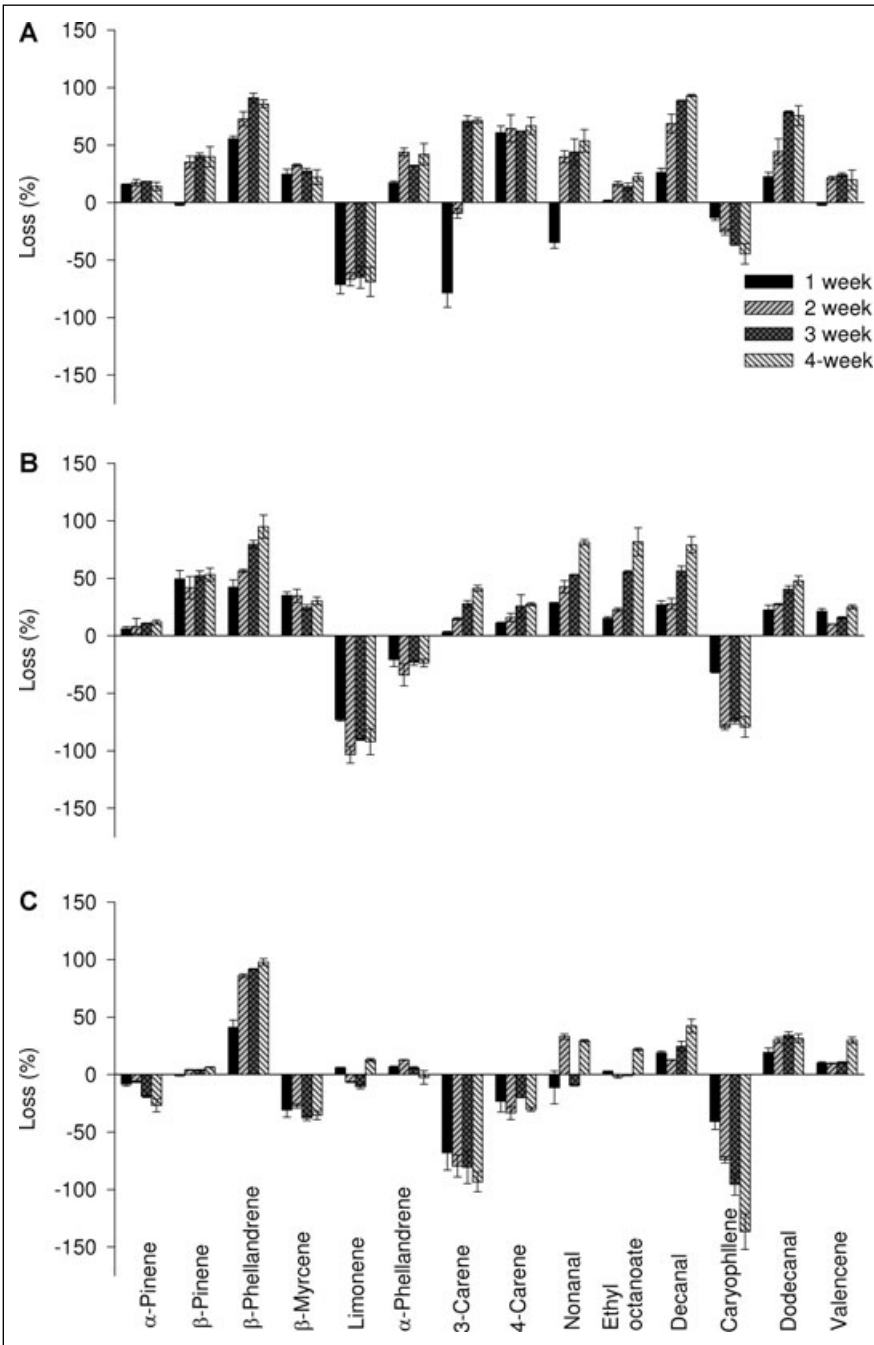 A
150
100
50
0
-50
-100
-150
Loss (%)
1 week
2 week
3 week
4-week
B
150
100
50
0
-50
-100
-150
Loss (%)
C
150
100
50
0
-50
-100
-150
Loss (%)
α-Pinene
β-Pinene
β-Phellandrene
β-Myrcene
Limonene
α-Phellandrene
3-Carene
4-Carene
Nonanal
Ethyl
octanoate
Decanal
Caryophllene
Dodecanal
Valencene